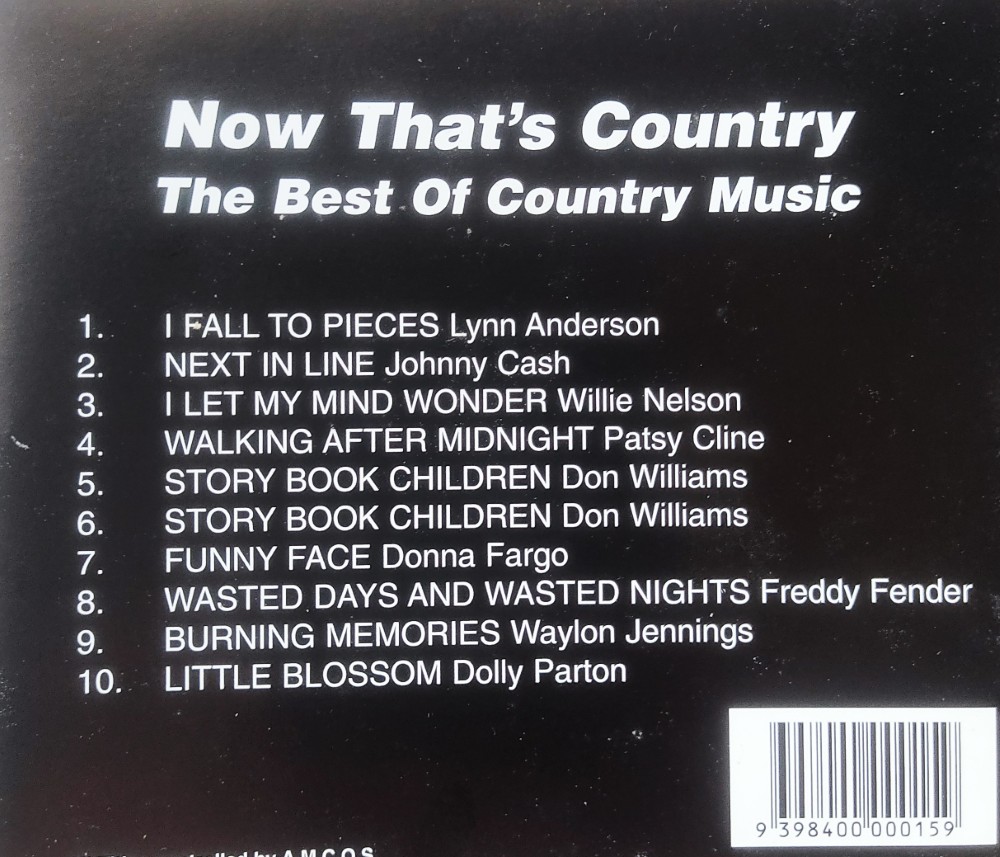 Now That's Country
The Best Of Country Music
1. I FALL TO PIECES Lynn Anderson
2. NEXT IN LINE Johnny Cash
3. I LET MY MIND WONDER Willie Nelson
4. WALKING AFTER MIDNIGHT Patsy Cline
5. STORY BOOK CHILDREN Don Williams
6. STORY BOOK CHILDREN Don Williams
7. FUNNY FACE Donna Fargo
8. WASTED DAYS AND WASTED NIGHTS Freddy Fender
9. BURNING MEMORIES Waylon Jennings
10. LITTLE BLOSSOM Dolly Parton
9 398400 000159
by A.M.C.O.S.